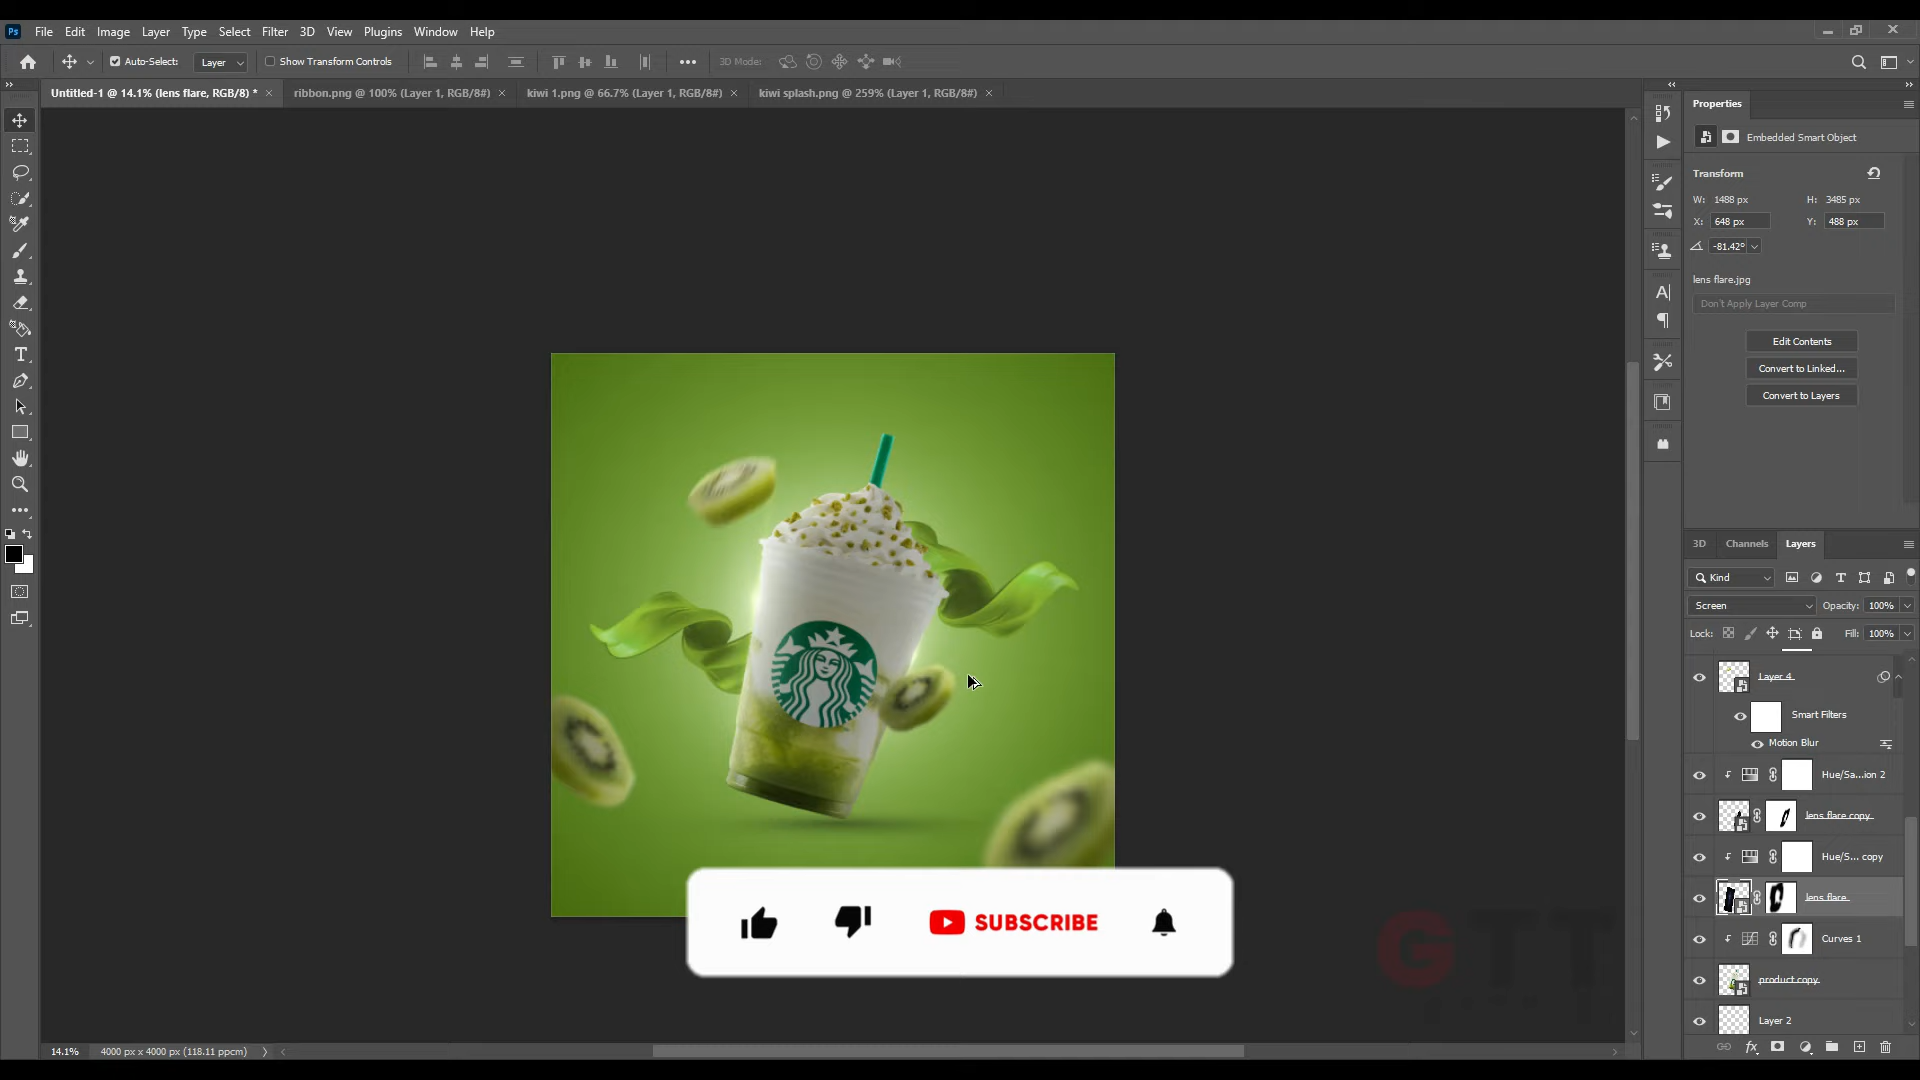 Ps File Edit Image Layer Type Select Filter 3D View Plugins Window Help
Auto-Select: Layer Show Transform Controls 3D Mode:
Untitled-1 @ 14.1% (lens flare, RGB/8) * ribbon.png @ 100% (Layer 1, RGB/8#) kiwi 1.png @ 66.7% (Layer 1, RGB/8#) kiwi splash.png @ 259% (Layer 1, RGB/8#)
Properties
Embedded Smart Object
Transform
W: 1488 px H: 3485 px
X: 648 px Y: 488 px
-81.42°
lens flare.jpg
Don't Apply Layer Comp
Edit Contents
Convert to Linked...
Convert to Layers
3D Channels Layers
Kind
Screen Opacity: 100%
Lock: Fill: 100%
Layer 4
Smart Filters
Motion Blur
Hue/Sa...ion 2
lens flare copy
Hue/S... copy
lens flare
Curves 1
product copy
Layer 2
SUBSCRIBE
GTT
14.1% 4000 px x 4000 px (118.11 ppcm)